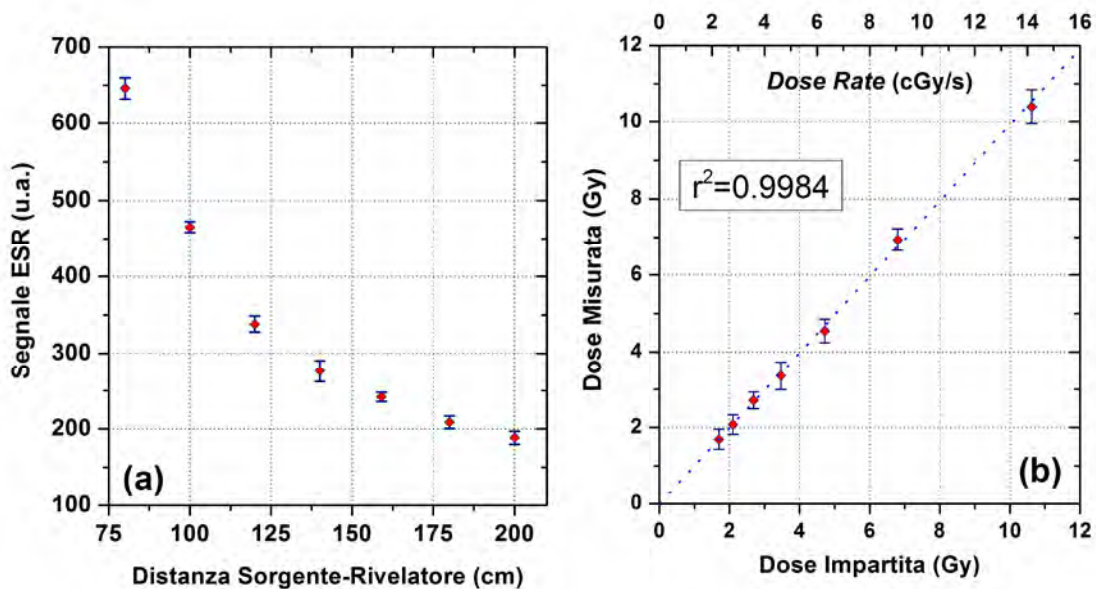 700
600
500
400
300
200
100
75 100 125 150 175 200
Segnale ESR (u.a.)
Distanza Sorgente-Rivelatore (cm)
(a)
0 2 4 6 8 10 12 14 16
Dose Rate (cGy/s)
r²=0.9984
12
10
8
6
4
2
0
0 2 4 6 8 10 12
Dose Misurata (Gy)
Dose Impartita (Gy)
(b)